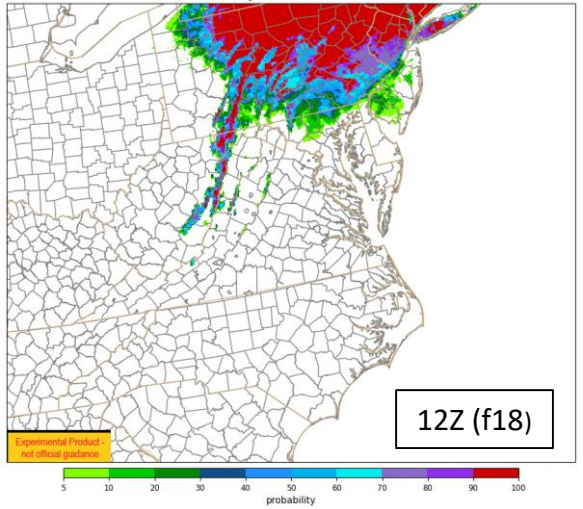 12Z (f18)
Experimental Product -
not official guidance
5 10 20 30 40 50 60 70 80 90 100
probability